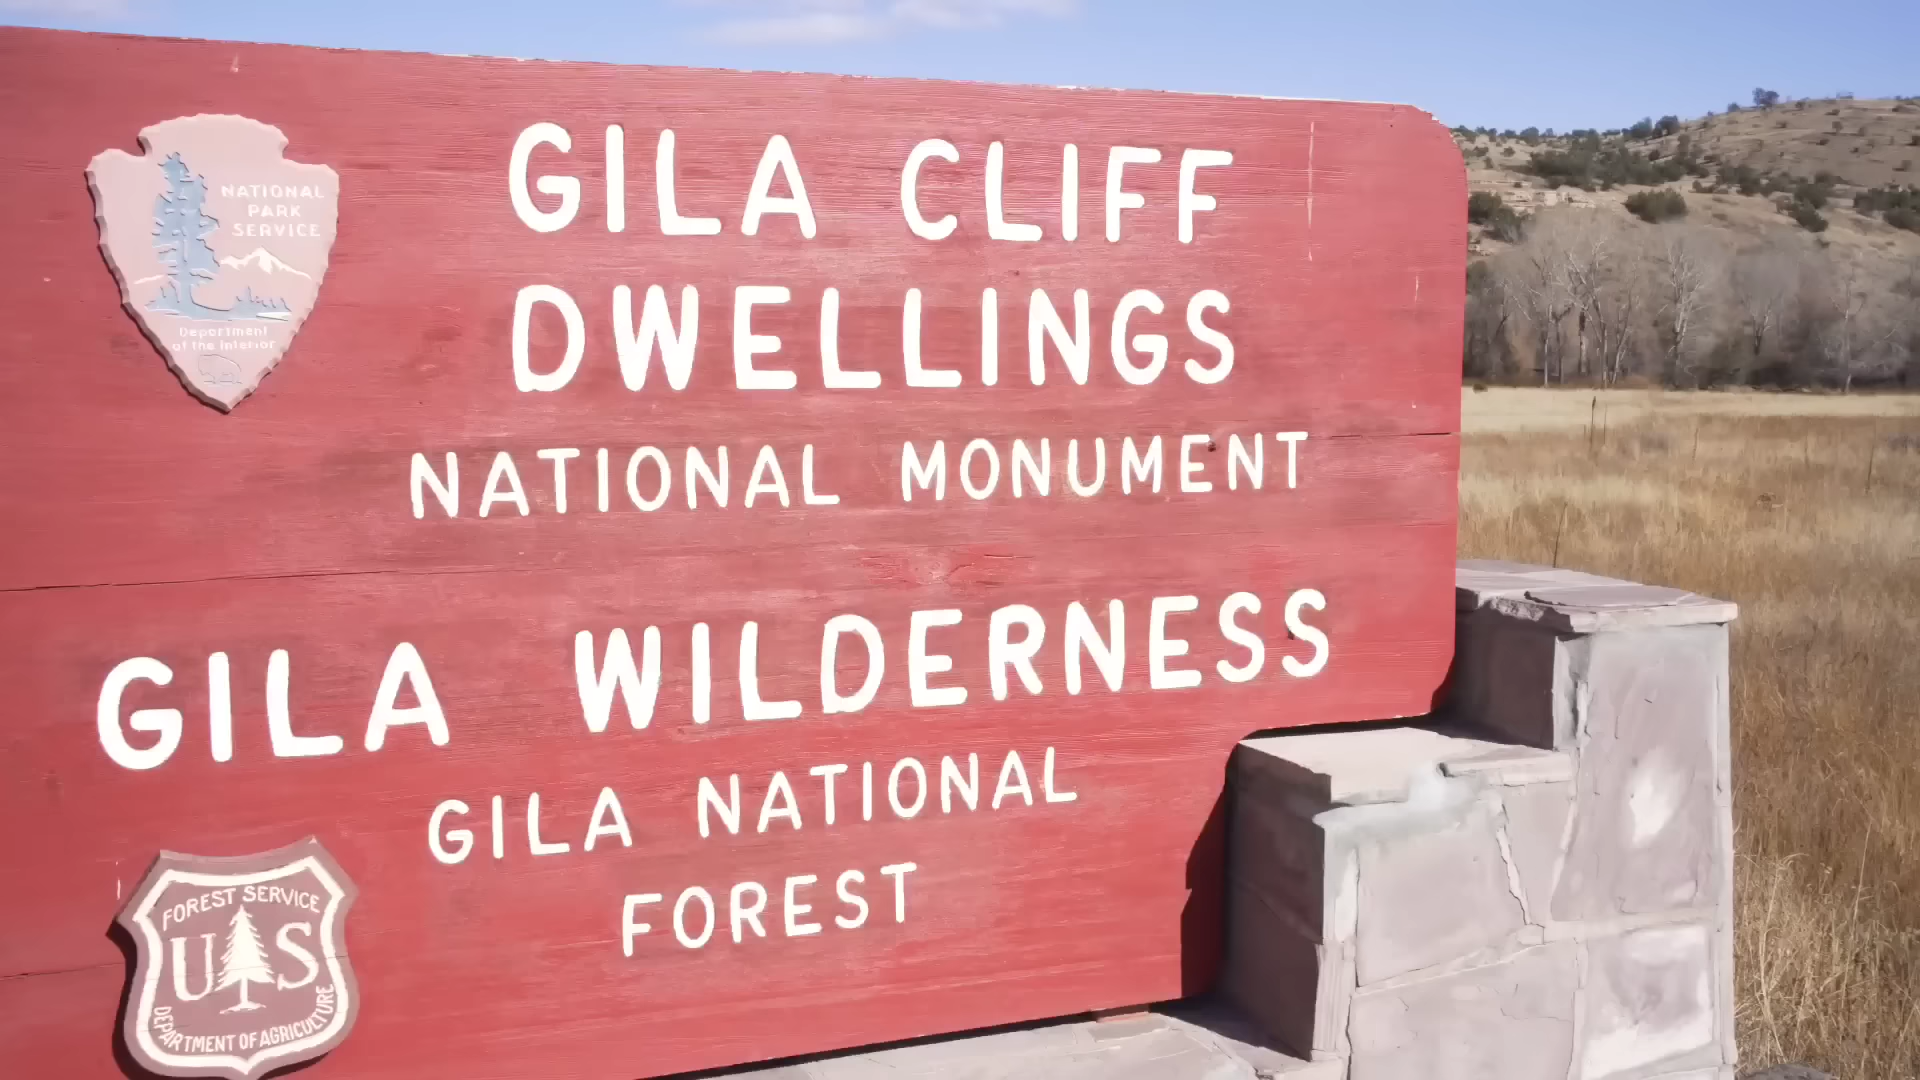 NATIONAL
PARK
SERVICE
Department
of the Interior
GILA CLIFF
DWELLINGS
NATIONAL MONUMENT
GILA WILDERNESS
GILA NATIONAL
FOREST
FOREST SERVICE
U S
DEPARTMENT OF AGRICULTURE